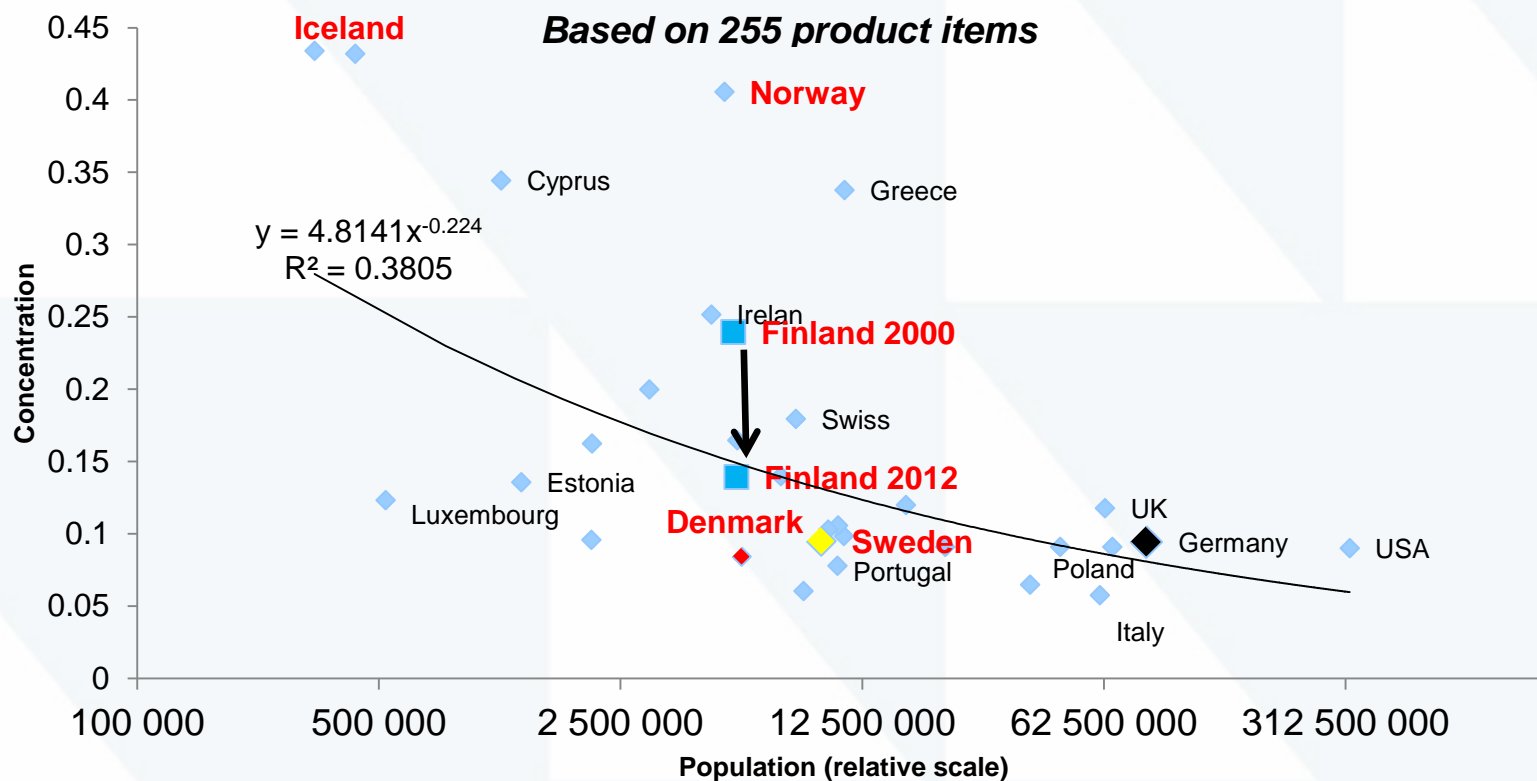 Based on 255 product items
0.45
0.4
0.35
0.3
0.25
0.2
0.15
0.1
0.05
0
Concentration
Iceland
Norway
Cyprus
Greece
y = 4.8141x^-0.224
R² = 0.3805
Irelan
Finland 2000
Swiss
Finland 2012
Estonia
Luxembourg
Denmark
Sweden
UK
Germany
USA
Portugal
Poland
Italy
100 000
500 000
2 500 000
12 500 000
62 500 000
312 500 000
Population (relative scale)